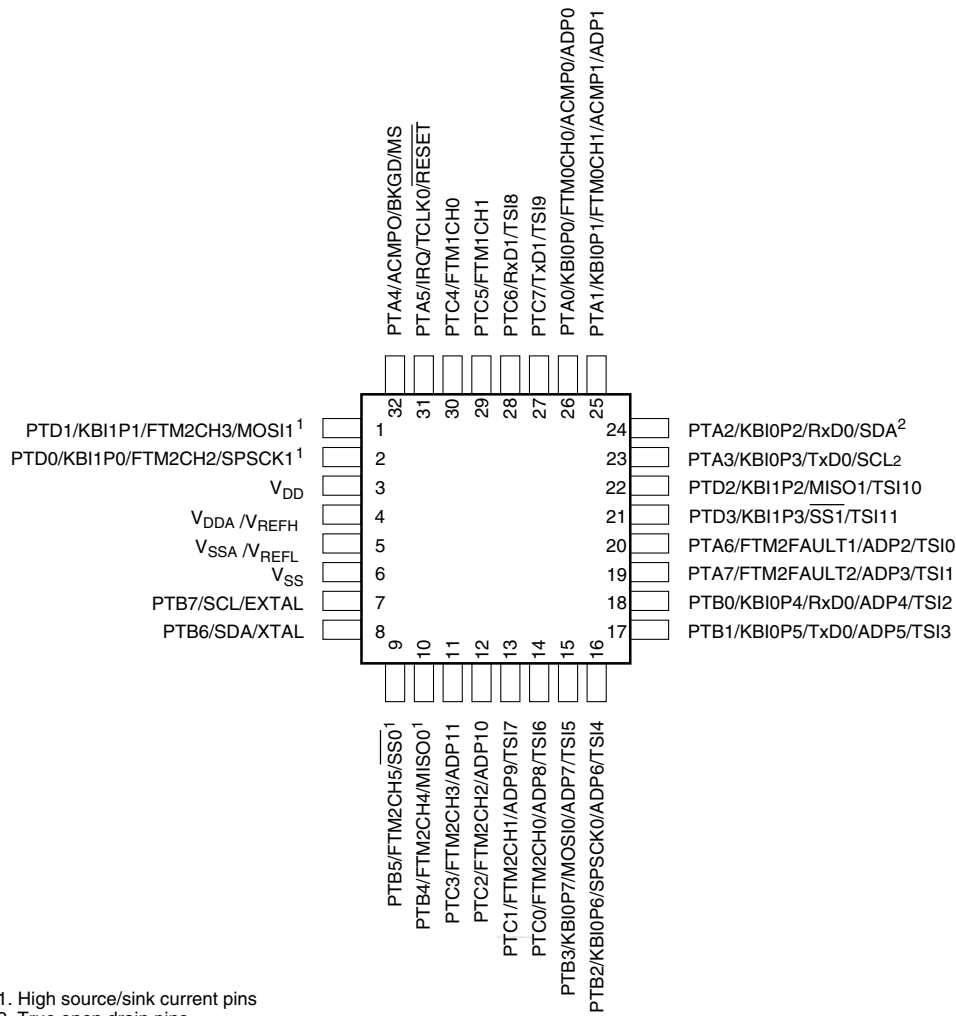 PTA4/ACMPO/BKGD/MS
PTA5/IRQ/TCLK0/RESET
PTC4/FTM1CH0
PTC5/FTM1CH1
PTC6/RxD1/TSI8
PTC7/TxD1/TSI9
PTA0/KBI0P0/FTM0CH0/ACMP0/ADP0
PTA1/KBI0P1/FTM0CH1/ACMP1/ADP1
32
31
30
29
28
27
26
25
PTD1/KBI1P1/FTM2CH3/MOSI1¹
1
PTD0/KBI1P0/FTM2CH2/SPSCK1¹
2
VDD
3
VDDA /VREFH
4
VSSA /VREFL
5
VSS
6
PTB7/SCL/EXTAL
7
PTB6/SDA/XTAL
8
24
PTA2/KBI0P2/RxD0/SDA²
23
PTA3/KBI0P3/TxD0/SCL2
22
PTD2/KBI1P2/MISO1/TSI10
21
PTD3/KBI1P3/SS1/TSI11
20
PTA6/FTM2FAULT1/ADP2/TSI0
19
PTA7/FTM2FAULT2/ADP3/TSI1
18
PTB0/KBI0P4/RxD0/ADP4/TSI2
17
PTB1/KBI0P5/TxD0/ADP5/TSI3
9
10
11
12
13
14
15
16
PTB5/FTM2CH5/SS0¹
PTB4/FTM2CH4/MISO0¹
PTC3/FTM2CH3/ADP11
PTC2/FTM2CH2/ADP10
PTC1/FTM2CH1/ADP9/TSI7
PTC0/FTM2CH0/ADP8/TSI6
PTB3/KBI0P7/MOSI0/ADP7/TSI5
PTB2/KBI0P6/SPSCK0/ADP6/TSI4
1. High source/sink current pins
2. True open drain pins